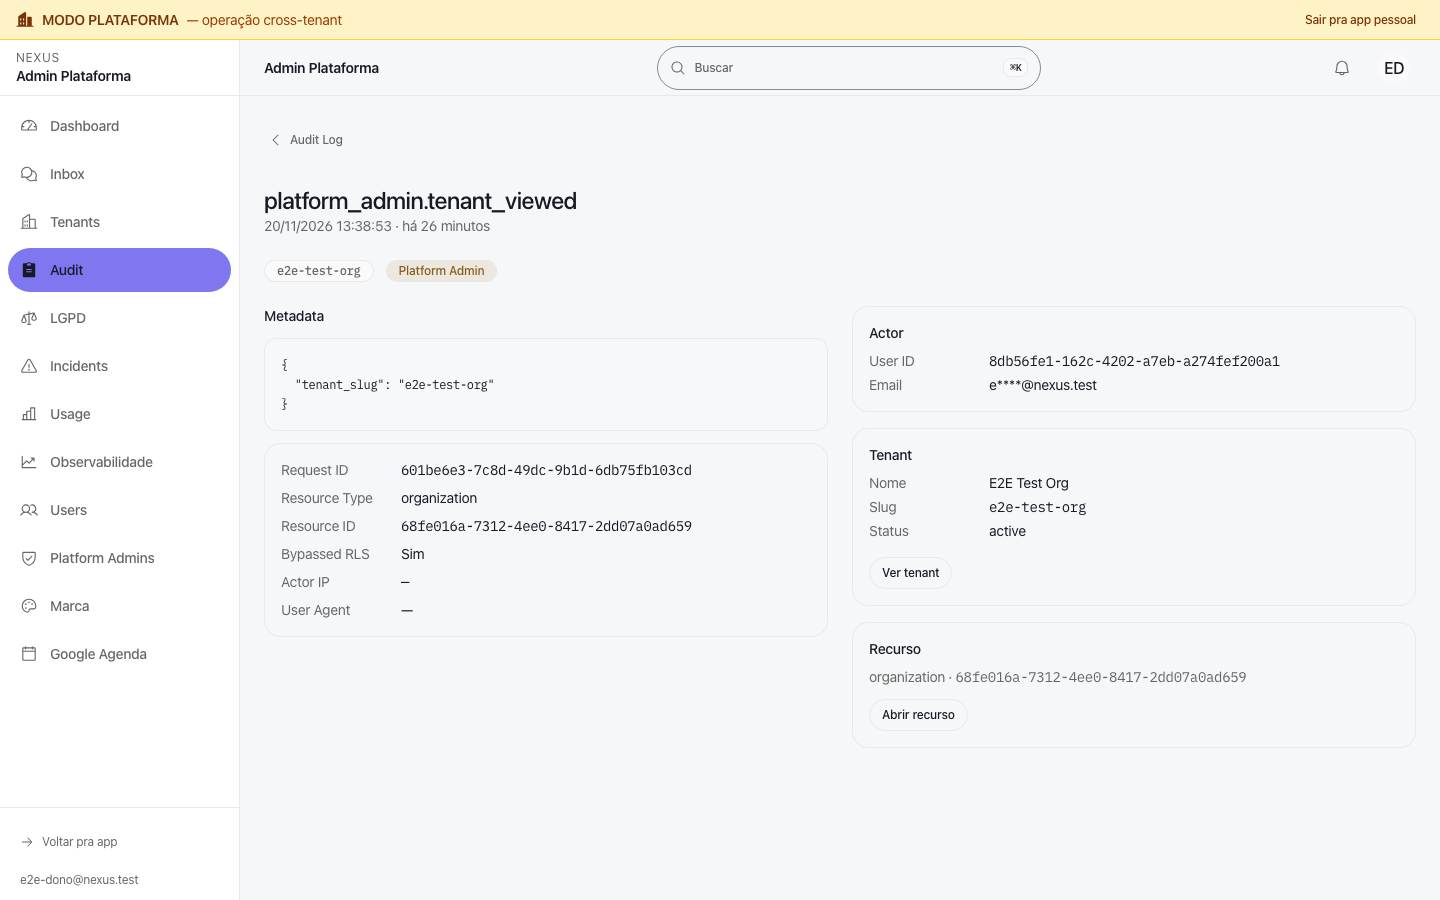 MODO PLATAFORMA — operação cross-tenant
Sair pra app pessoal
NEXUS
Admin Plataforma
Admin Plataforma
Buscar
⌘K
ED
Dashboard
Inbox
Tenants
Audit
LGPD
Incidents
Usage
Observabilidade
Users
Platform Admins
Marca
Google Agenda
Voltar pra app
e2e-dono@nexus.test
Audit Log
platform_admin.tenant_viewed
20/11/2026 13:38:53 · há 26 minutos
e2e-test-org
Platform Admin
Metadata
{
"tenant_slug": "e2e-test-org"
}
Request ID 601be6e3-7c8d-49dc-9b1d-6db75fb103cd
Resource Type organization
Resource ID 68fe016a-7312-4ee0-8417-2dd07a0ad659
Bypassed RLS Sim
Actor IP —
User Agent —
Actor
User ID 8db56fe1-162c-4202-a7eb-a274fef200a1
Email e****@nexus.test
Tenant
Nome E2E Test Org
Slug e2e-test-org
Status active
Ver tenant
Recurso
organization · 68fe016a-7312-4ee0-8417-2dd07a0ad659
Abrir recurso